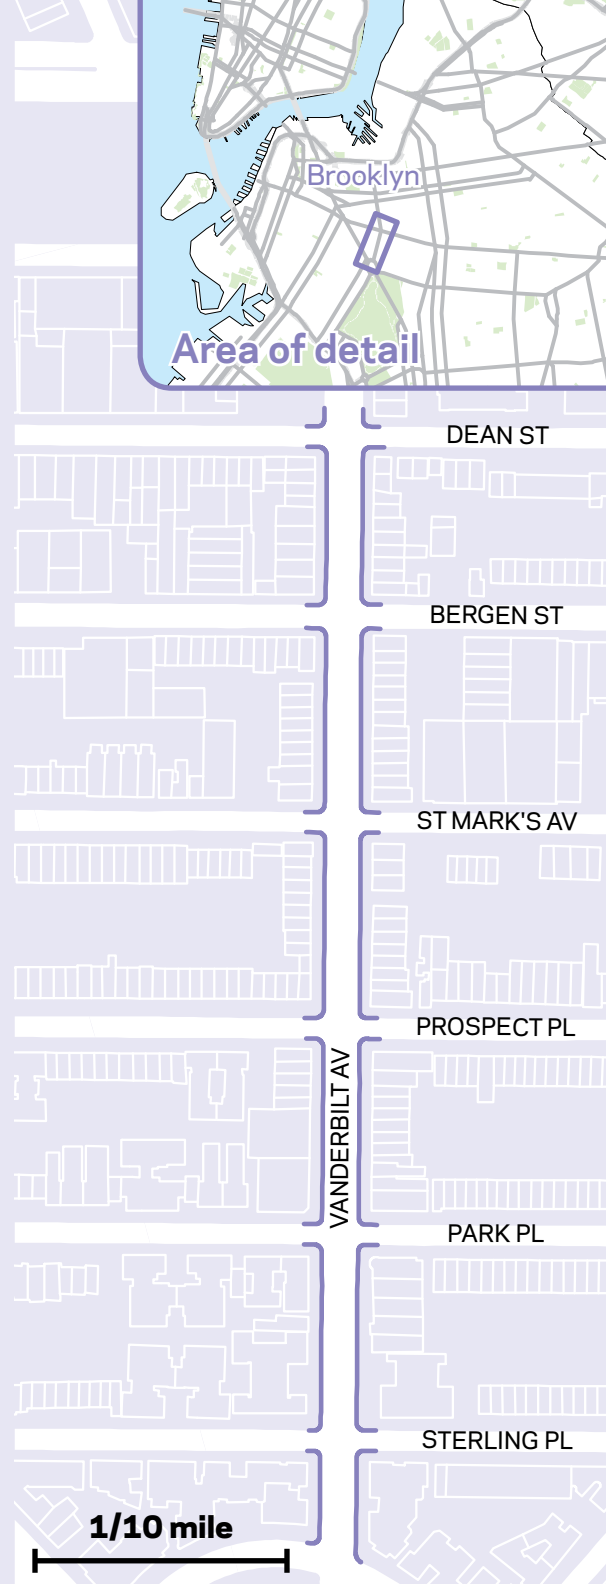 Brooklyn
Area of detail
DEAN ST
BERGEN ST
ST MARK'S AV
PROSPECT PL
VANDERBILT AV
PARK PL
STERLING PL
1/10 mile